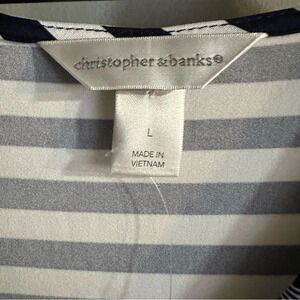 christopher & banks®
L
MADE IN
VIETNAM